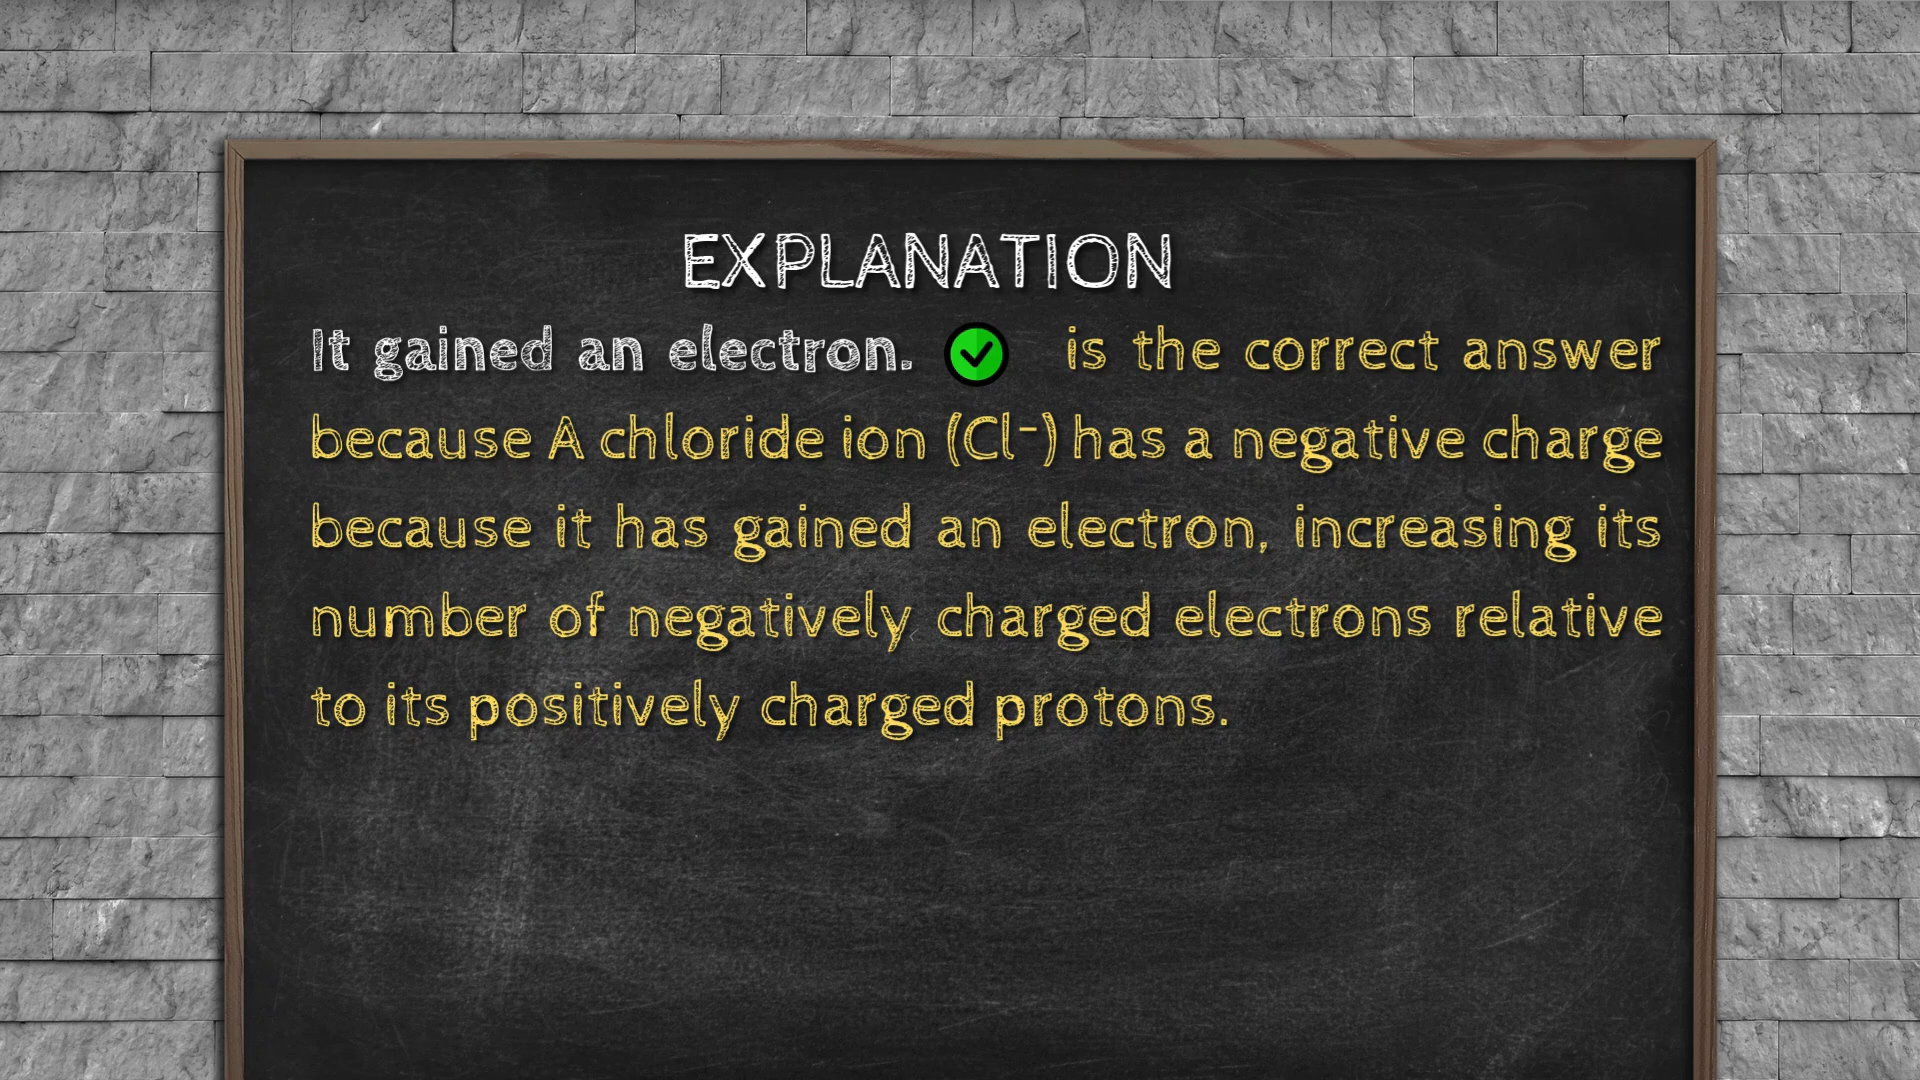 EXPLANATION
It gained an electron. is the correct answer
because A chloride ion (Cl⁻) has a negative charge
because it has gained an electron, increasing its
number of negatively charged electrons relative
to its positively charged protons.